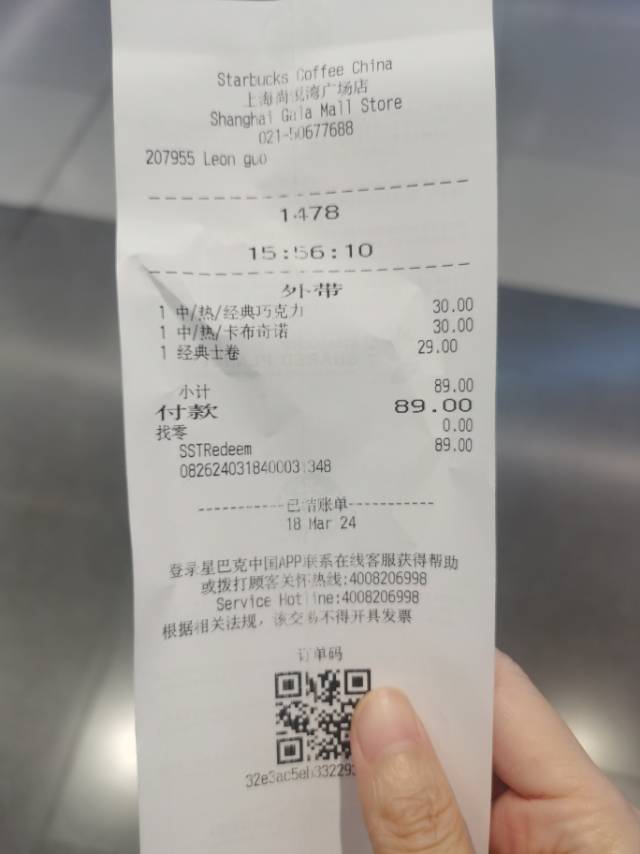 Starbucks Coffee China
上海尚悦湾广场店
Shanghai Gala Mall Store
021-50677688
207955 Leon guo
1478
15:56:10
外带
1 中/热/经典巧克力 30.00
1 中/热/卡布奇诺 30.00
1 经典士卷 29.00
小计 89.00
付款 89.00
找零 0.00
SSTRedeem 89.00
0826240318400031348
-----------已结账单-----------
18 Mar 24
登录星巴克中国APP联系在线客服获得帮助
或拨打顾客关怀热线:4008206998
Service Hotline:4008206998
根据相关法规，该交易不得开具发票
订单码